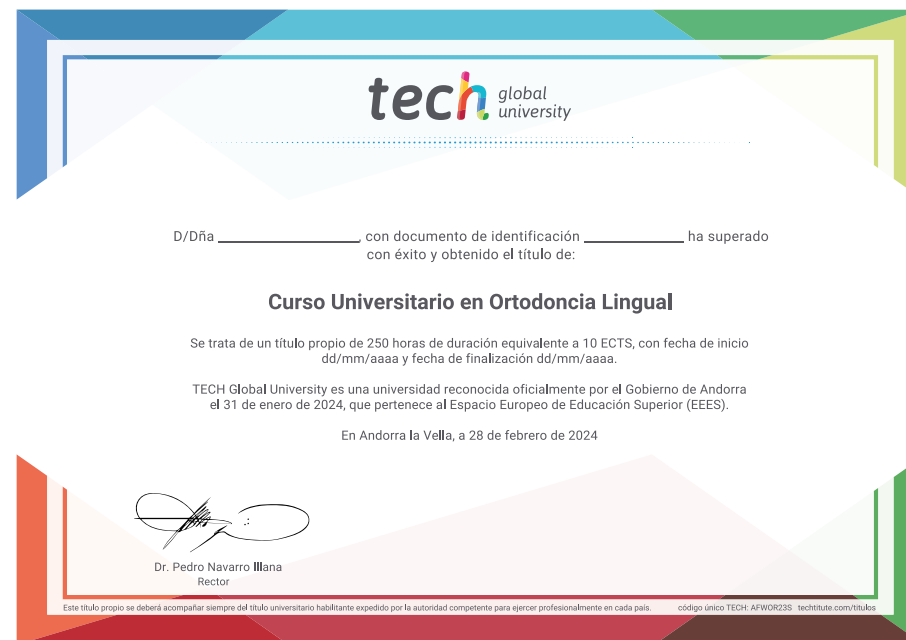 tech global university
D/Dña ____________________, con documento de identificación ______________ ha superado
con éxito y obtenido el título de:
Curso Universitario en Ortodoncia Lingual
Se trata de un título propio de 250 horas de duración equivalente a 10 ECTS, con fecha de inicio
dd/mm/aaaa y fecha de finalización dd/mm/aaaa.
TECH Global University es una universidad reconocida oficialmente por el Gobierno de Andorra
el 31 de enero de 2024, que pertenece al Espacio Europeo de Educación Superior (EEES).
En Andorra la Vella, a 28 de febrero de 2024
Dr. Pedro Navarro Illana
Rector
Este título propio se deberá acompañar siempre del título universitario habilitante expedido por la autoridad competente para ejercer profesionalmente en cada país. código único TECH: AFWOR23S techtitute.com/titulos